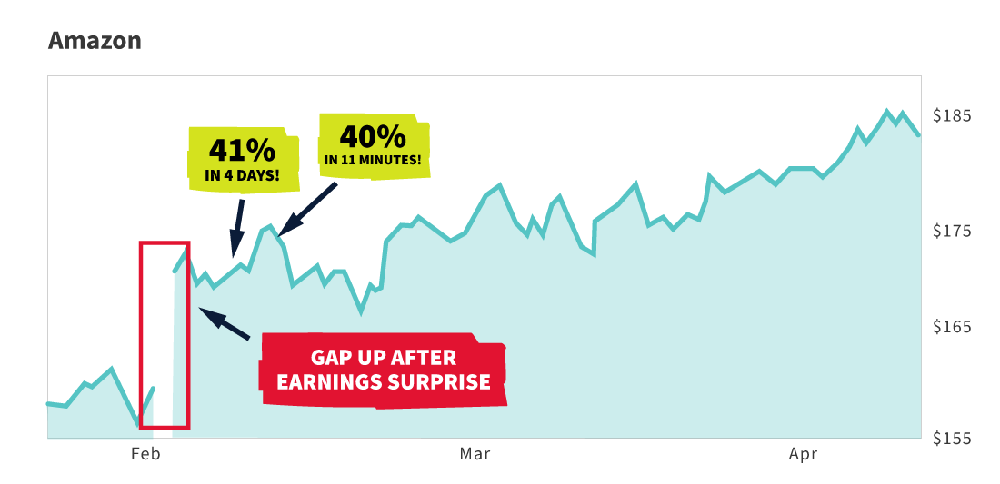 Amazon
41%
IN 4 DAYS!
40%
IN 11 MINUTES!
GAP UP AFTER
EARNINGS SURPRISE
$185
$175
$165
$155
Feb
Mar
Apr